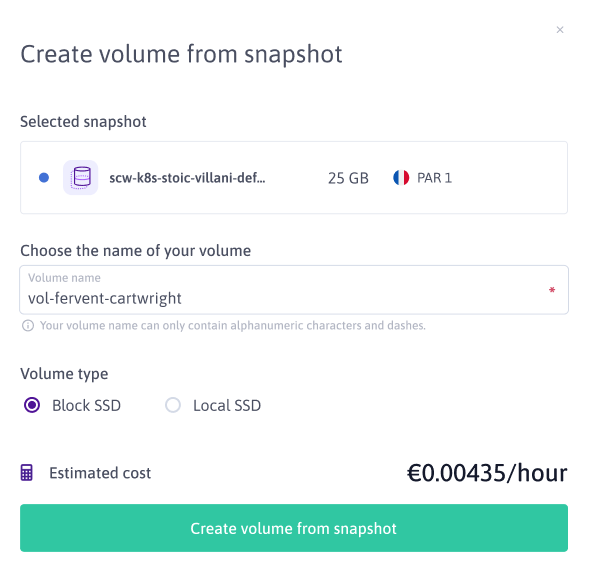 ×
Create volume from snapshot
Selected snapshot
scw-k8s-stoic-villani-def... 25 GB PAR 1
Choose the name of your volume
Volume name
vol-fervent-cartwright *
Your volume name can only contain alphanumeric characters and dashes.
Volume type
Block SSD Local SSD
Estimated cost €0.00435/hour
Create volume from snapshot